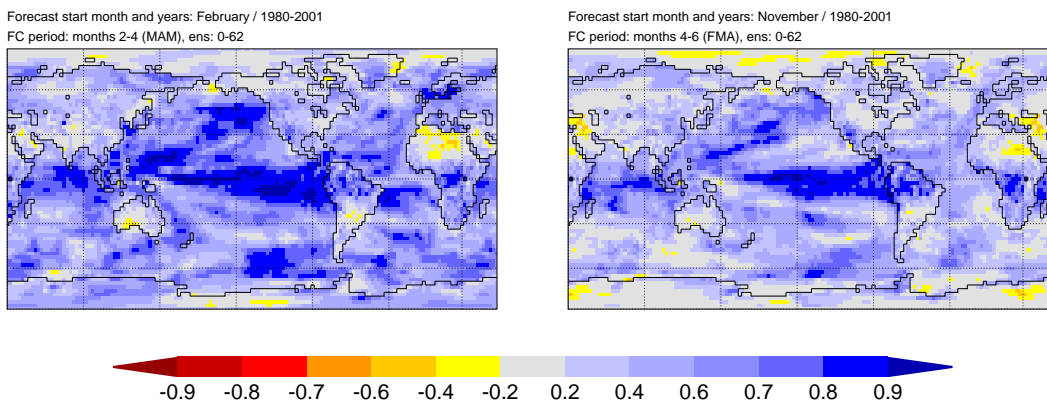 Forecast start month and years: February / 1980-2001
FC period: months 2-4 (MAM), ens: 0-62
Forecast start month and years: November / 1980-2001
FC period: months 4-6 (FMA), ens: 0-62
-0.9 -0.8 -0.7 -0.6 -0.4 -0.2 0.2 0.4 0.6 0.7 0.8 0.9